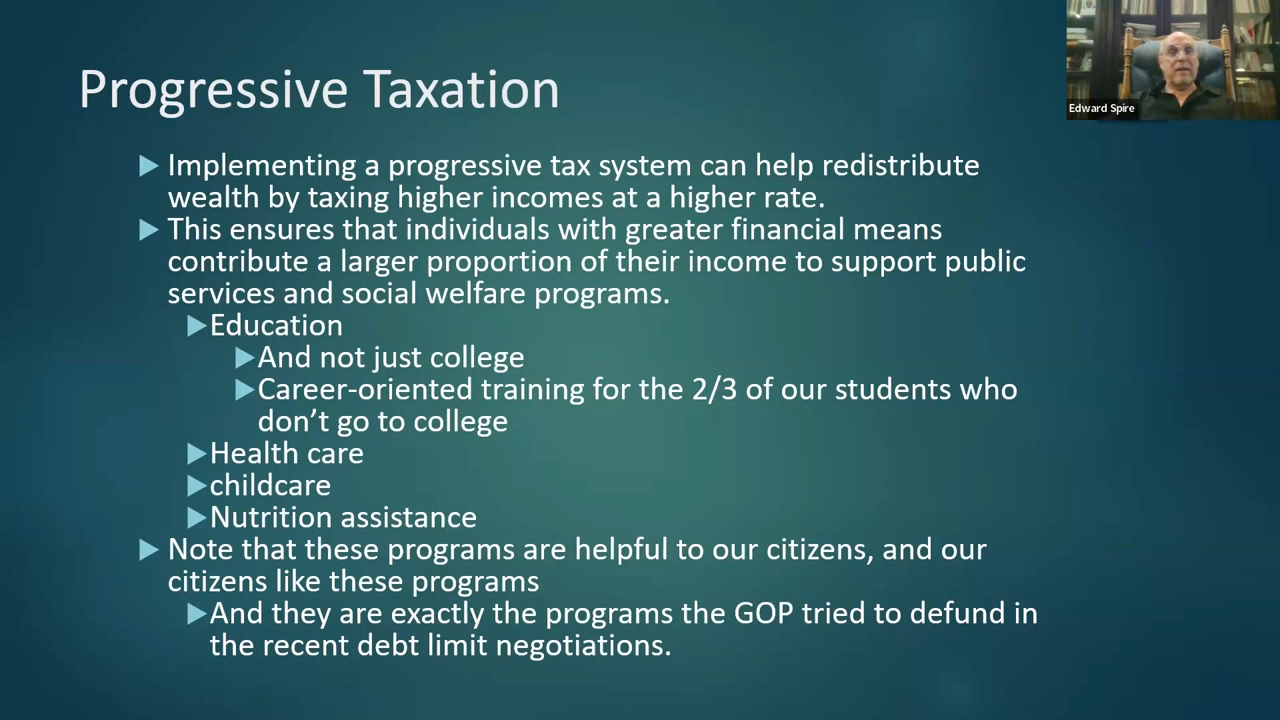 Progressive Taxation
Edward Spire
Implementing a progressive tax system can help redistribute
wealth by taxing higher incomes at a higher rate.
This ensures that individuals with greater financial means
contribute a larger proportion of their income to support public
services and social welfare programs.
Education
And not just college
Career-oriented training for the 2/3 of our students who
don’t go to college
Health care
childcare
Nutrition assistance
Note that these programs are helpful to our citizens, and our
citizens like these programs
And they are exactly the programs the GOP tried to defund in
the recent debt limit negotiations.